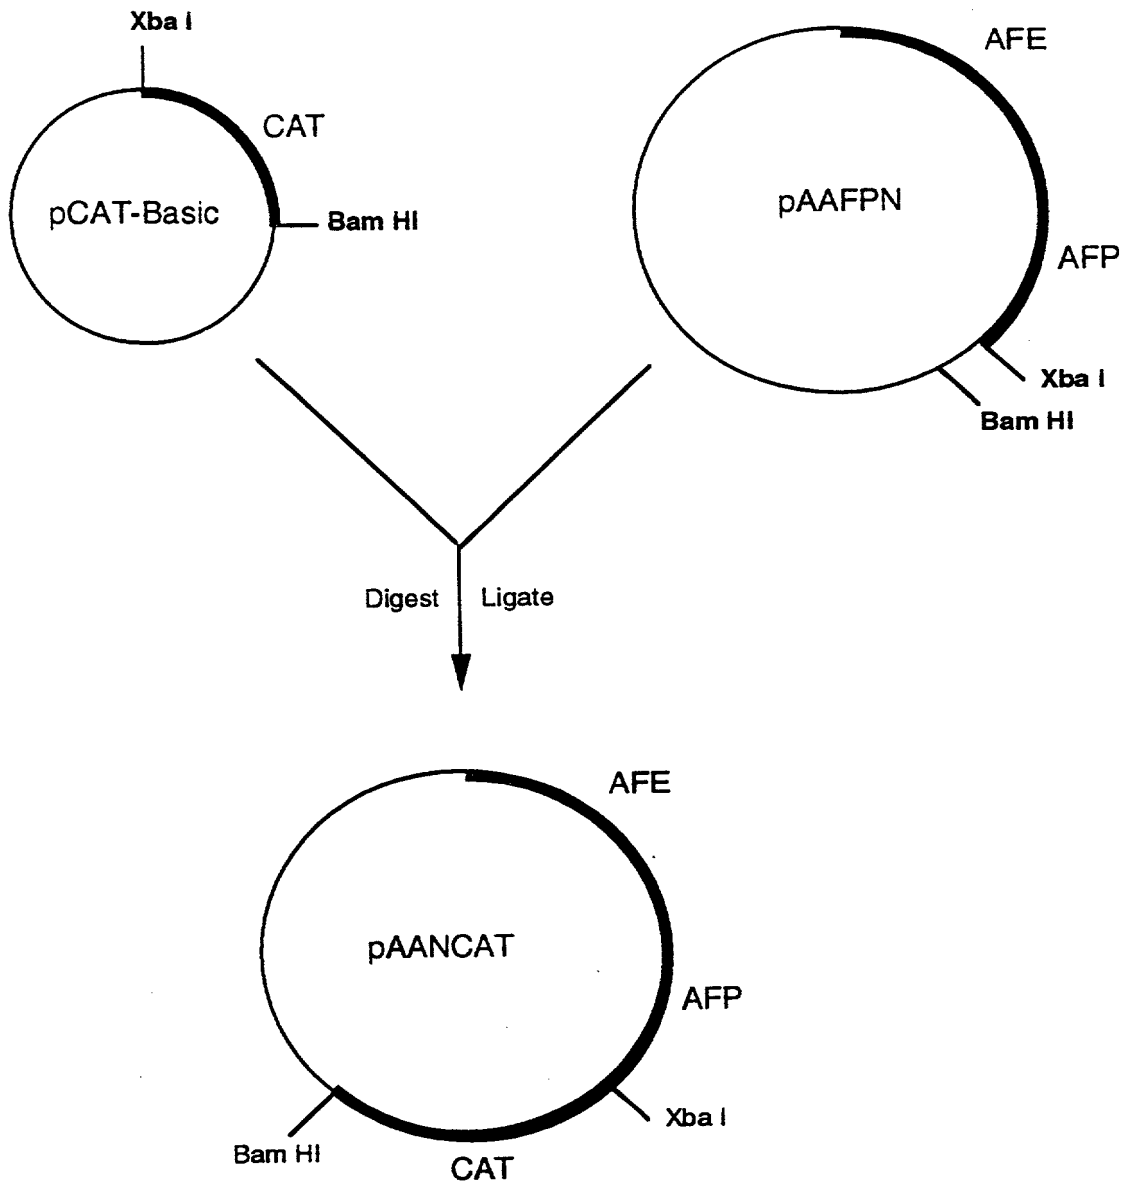 Xba I
CAT
pCAT-Basic
Bam HI
AFE
pAAFPN
AFP
Xba I
Bam HI
Digest
Ligate
AFE
pAANCAT
AFP
Xba I
Bam HI
CAT